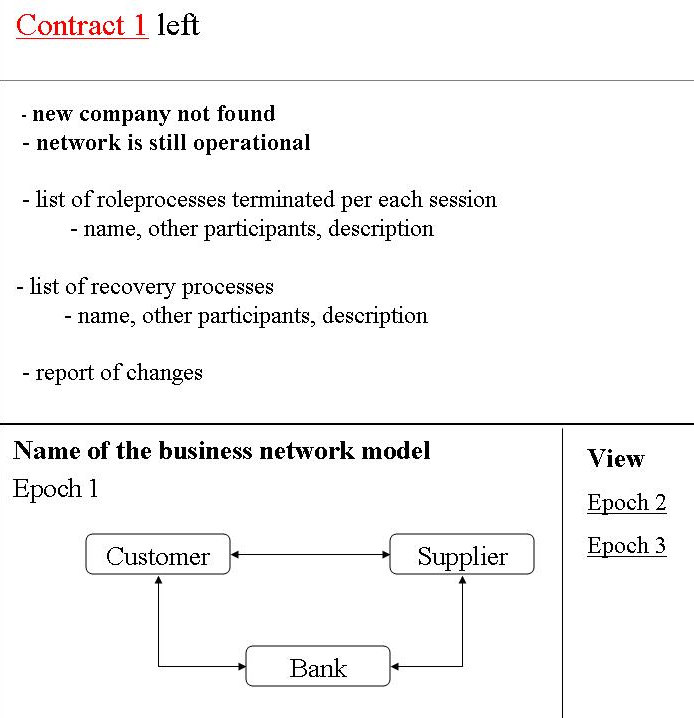 Contract 1 left
- new company not found
- network is still operational
- list of roleprocesses terminated per each session
- name, other participants, description
- list of recovery processes
- name, other participants, description
- report of changes
Name of the business network model
Epoch 1
Customer
Supplier
Bank
View
Epoch 2
Epoch 3